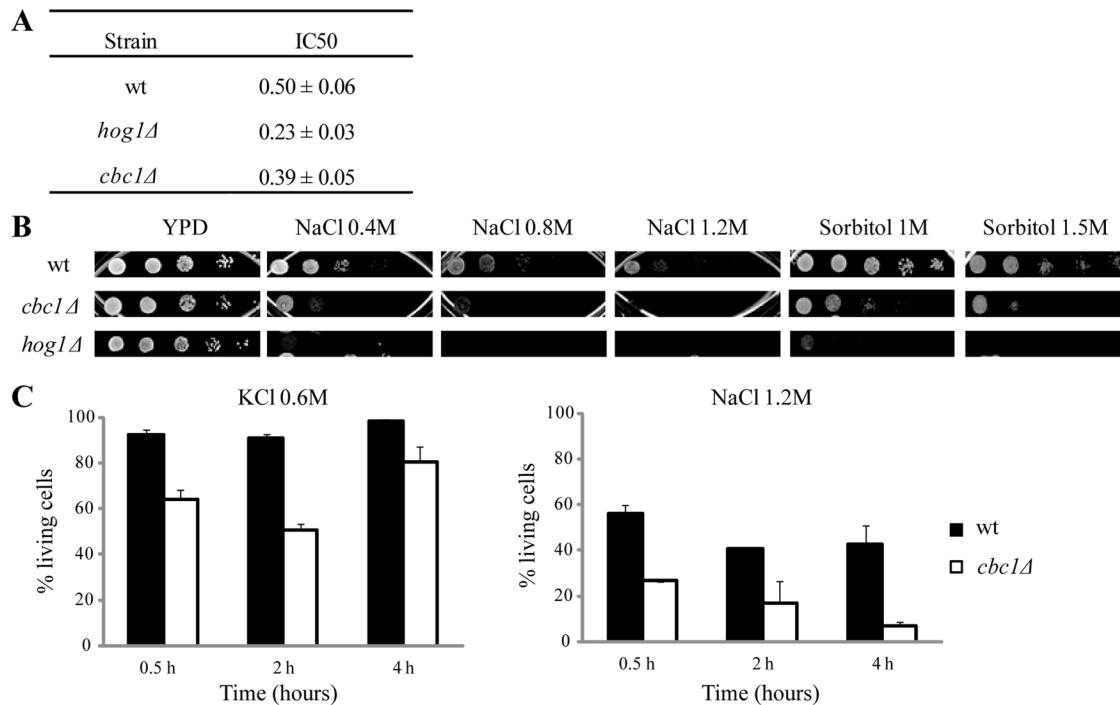 A
Strain IC50
wt 0.50 ± 0.06
hog1Δ 0.23 ± 0.03
cbc1Δ 0.39 ± 0.05
B
YPD NaCl 0.4M NaCl 0.8M NaCl 1.2M Sorbitol 1M Sorbitol 1.5M
wt
cbc1Δ
hog1Δ
C
KCl 0.6M
% living cells
100
80
60
40
20
0
0.5 h 2 h 4 h
Time (hours)
NaCl 1.2M
% living cells
100
80
60
40
20
0
0.5 h 2 h 4 h
Time (hours)
wt
cbc1Δ